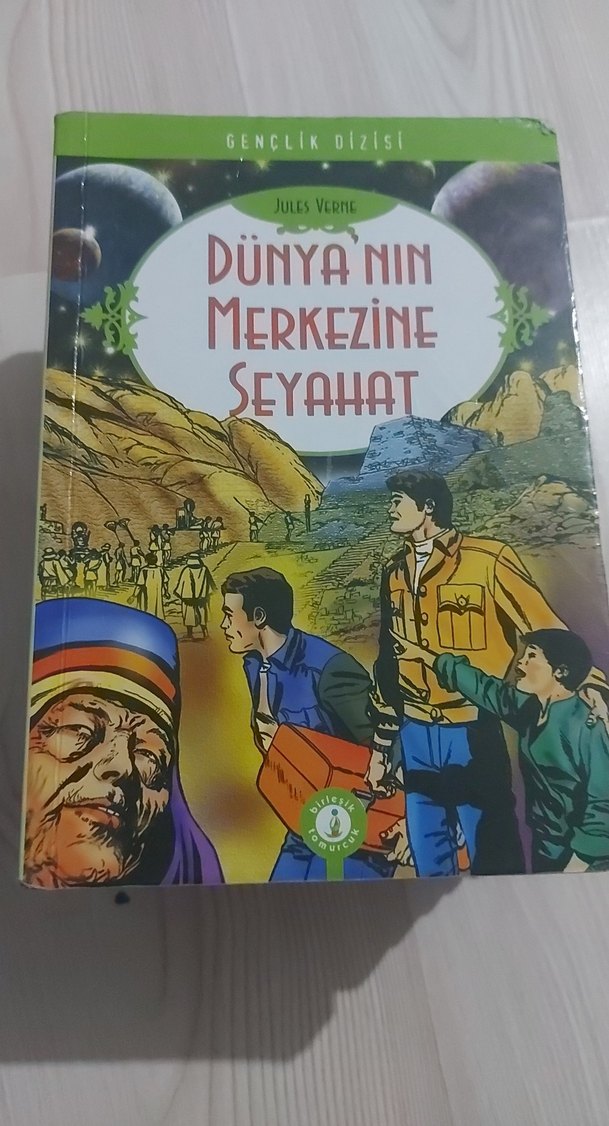 GENÇLİK DİZİSİ
JULES VERNE
DÜNYA'NIN
MERKEZİNE
SEYAHAT
birleşik
tomurcuk